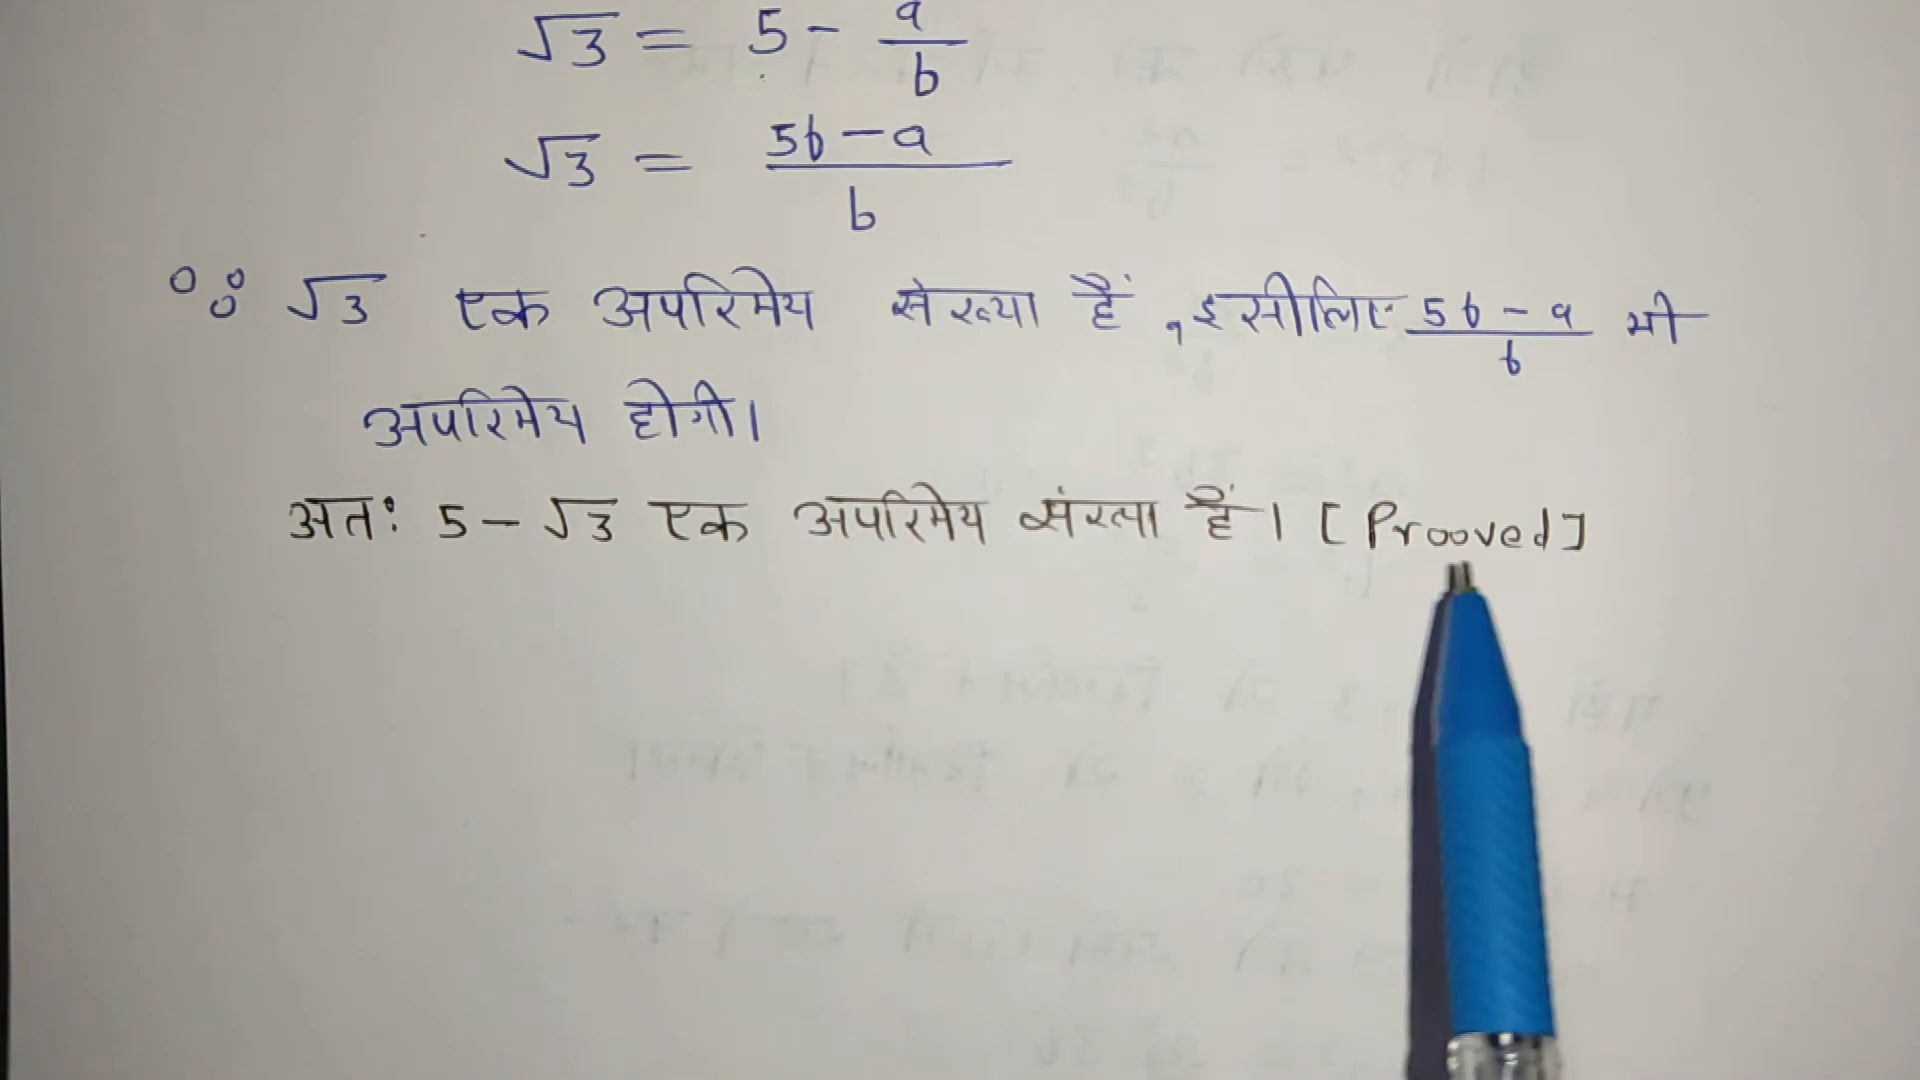 √3 = 5 - a/b
√3 = 5b - a/b
∵ √3 एक अपरिमेय संख्या हैं, इसीलिए 5b - a/b भी
अपरिमेय होगी।
अतः 5 - √3 एक अपरिमेय संख्या हैं। [Prooved]